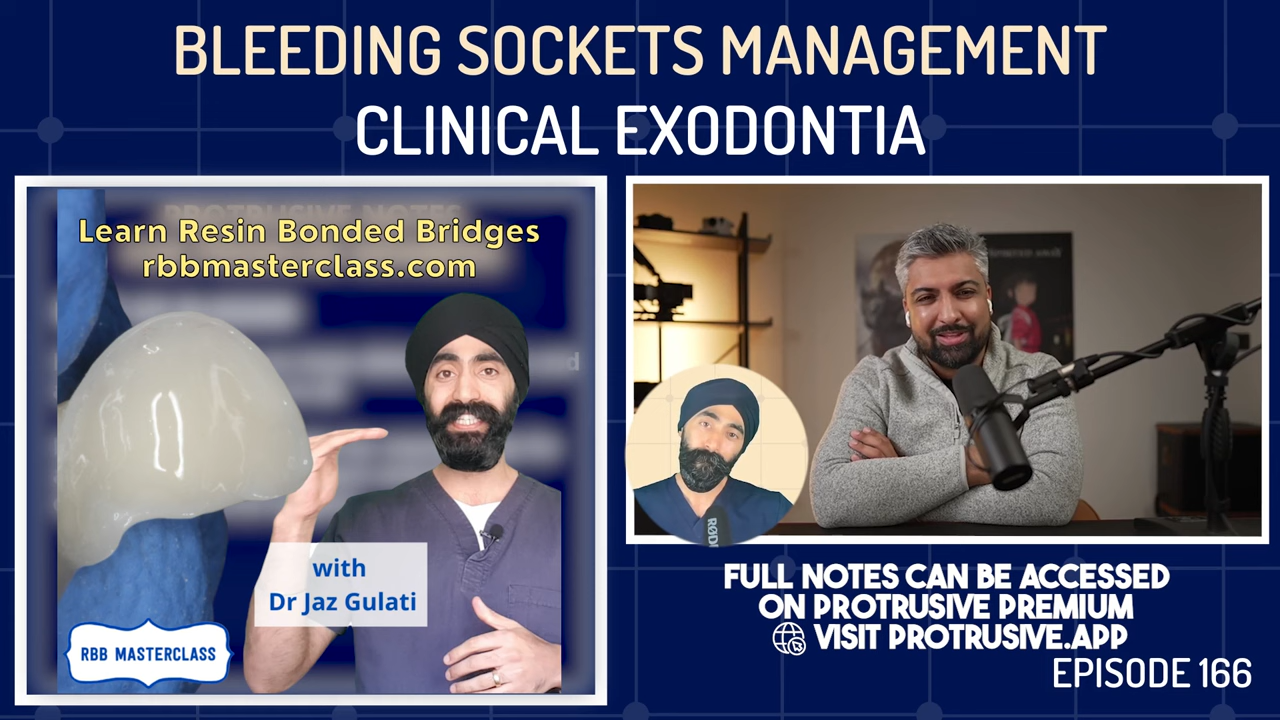 BLEEDING SOCKETS MANAGEMENT
CLINICAL EXODONTIA
Learn Resin Bonded Bridges
rbbmasterclass.com
with
Dr Jaz Gulati
RBB MASTERCLASS
RØDE
FULL NOTES CAN BE ACCESSED
ON PROTRUSIVE PREMIUM
VISIT PROTRUSIVE.APP
EPISODE 166